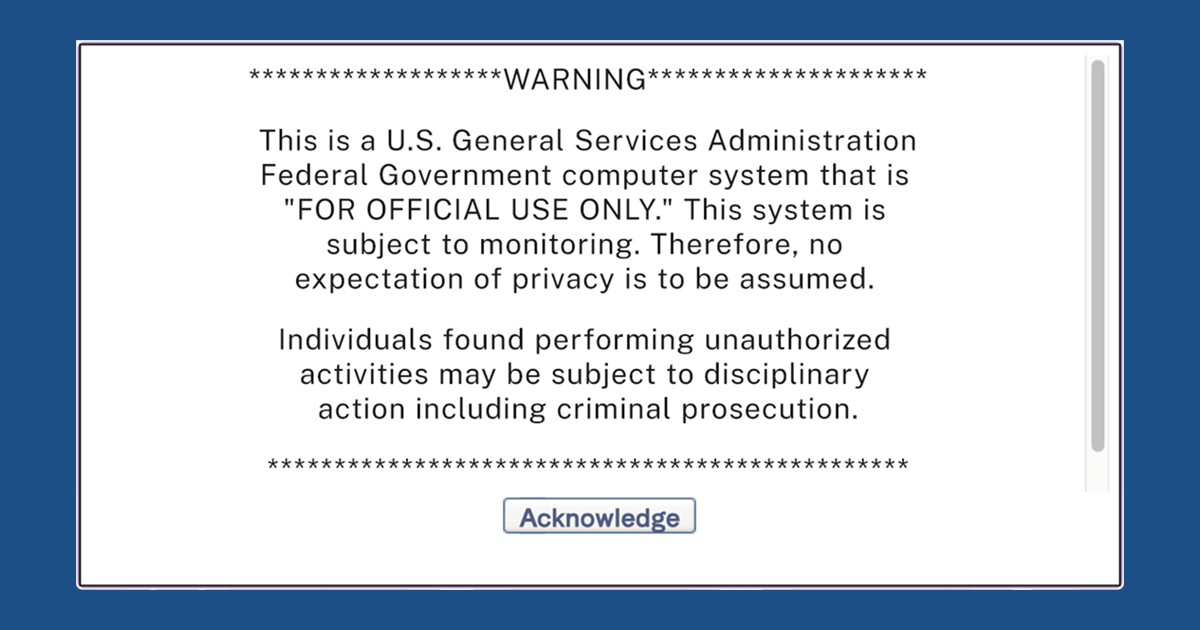 *******************WARNING*********************
This is a U.S. General Services Administration
Federal Government computer system that is
"FOR OFFICIAL USE ONLY." This system is
subject to monitoring. Therefore, no
expectation of privacy is to be assumed.
Individuals found performing unauthorized
activities may be subject to disciplinary
action including criminal prosecution.
************************************************
Acknowledge